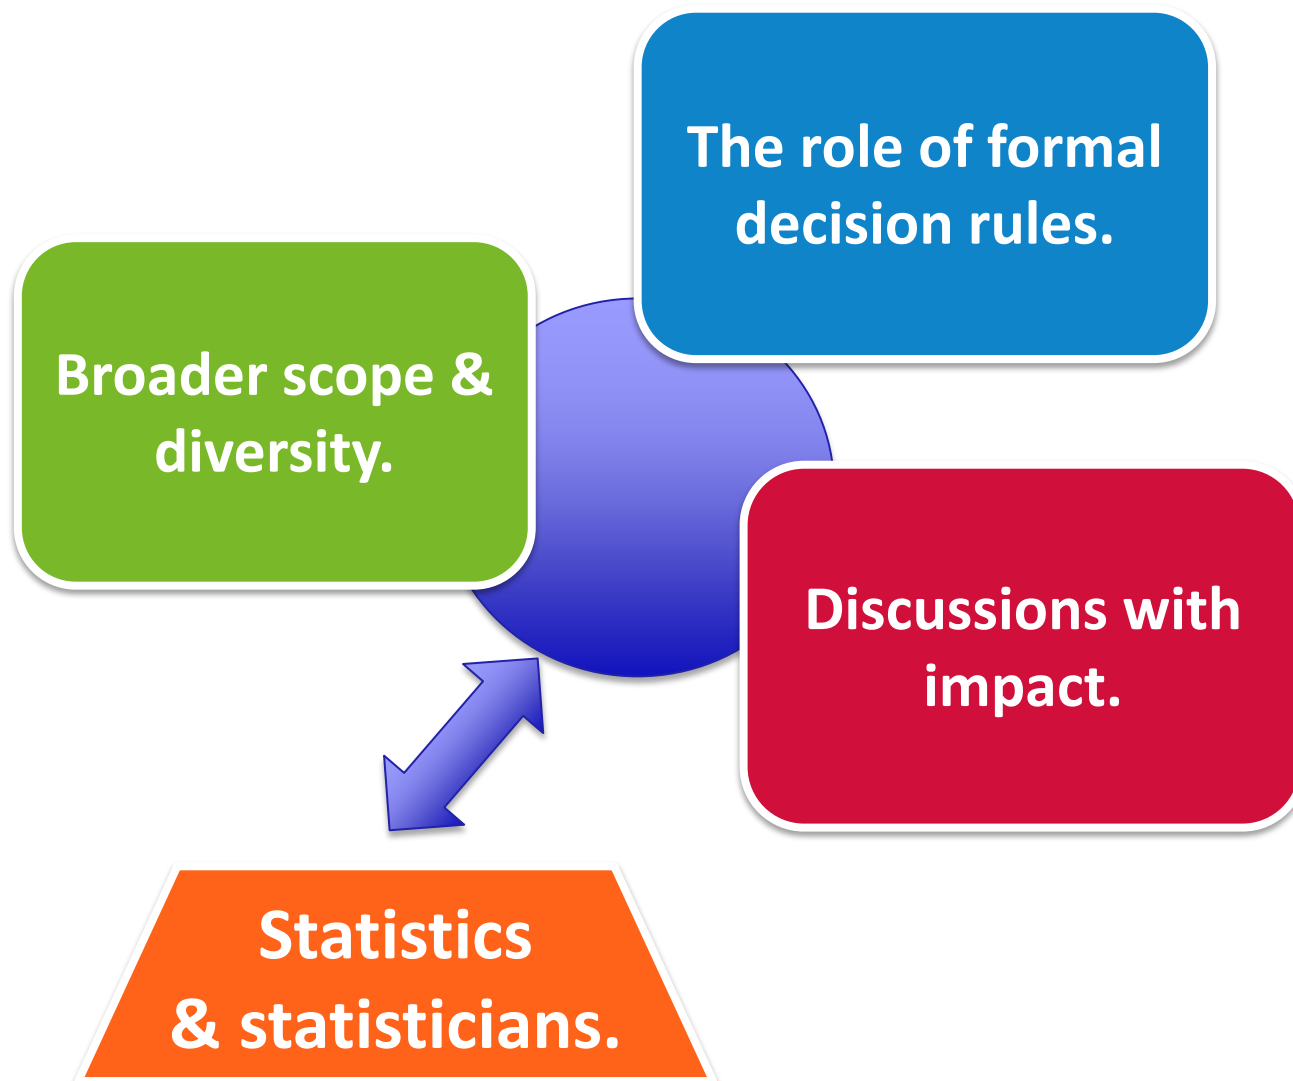 The role of formal
decision rules.
Broader scope &
diversity.
Discussions with
impact.
Statistics
& statisticians.